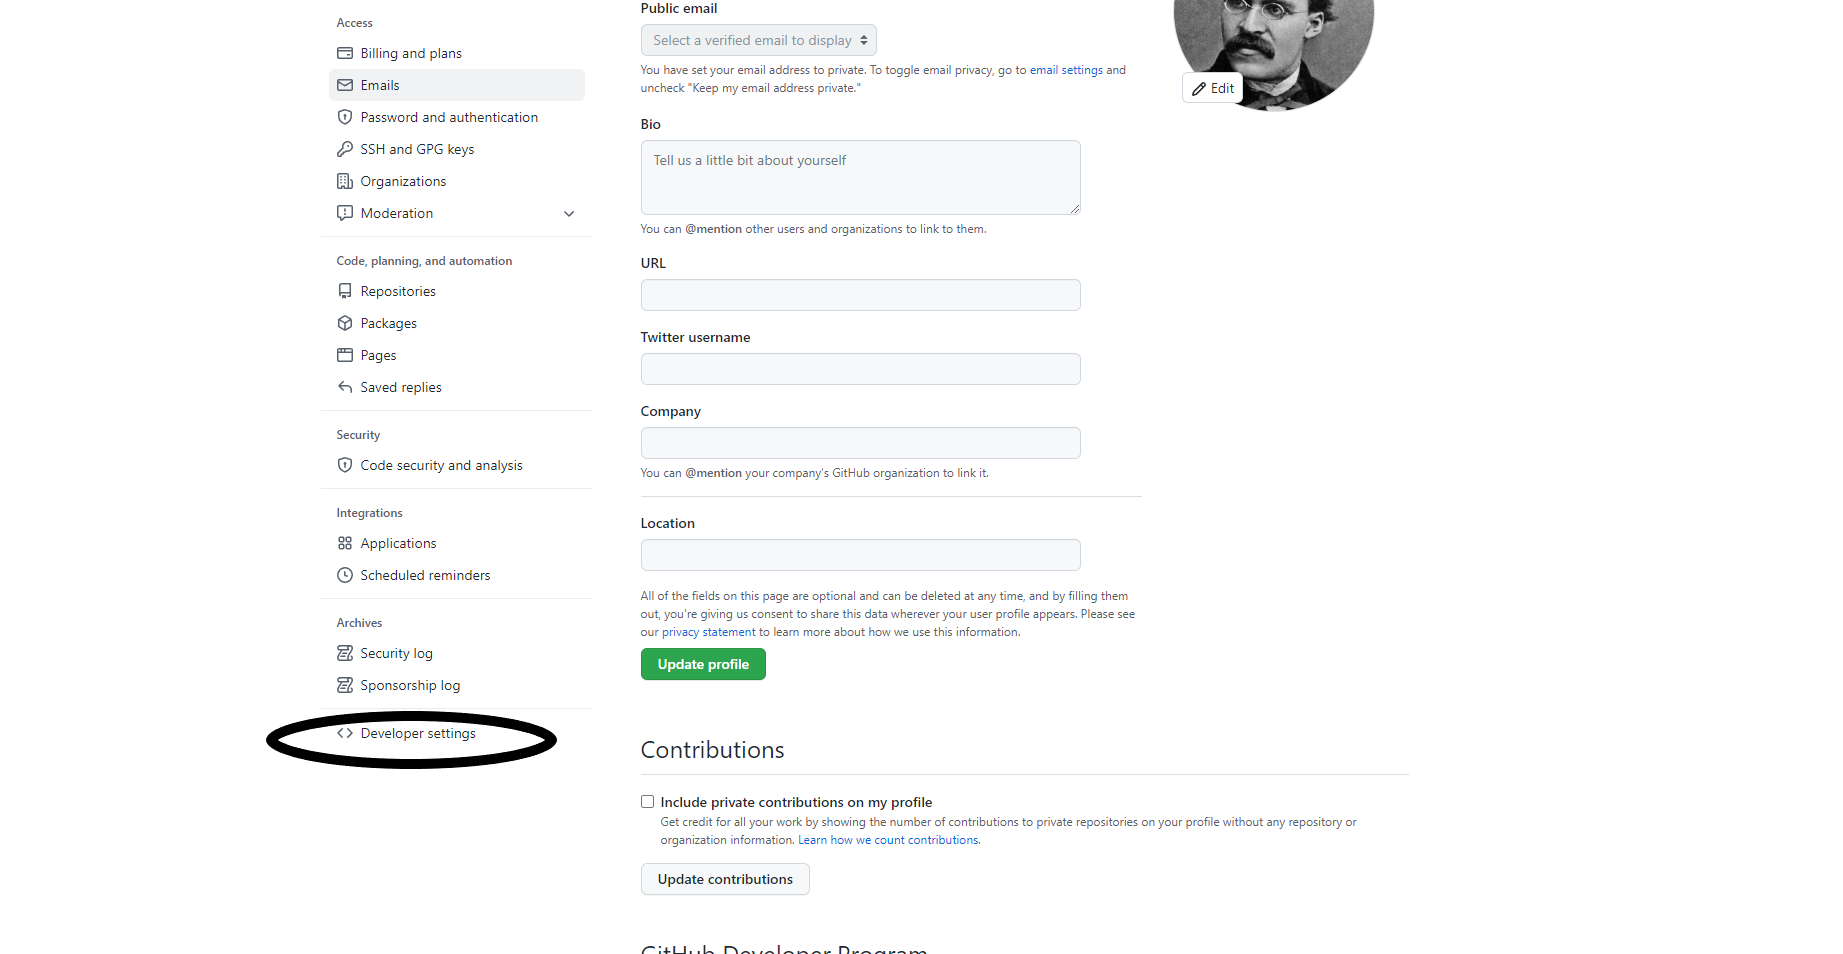 Access
Billing and plans
Emails
Password and authentication
SSH and GPG keys
Organizations
Moderation
Code, planning, and automation
Repositories
Packages
Pages
Saved replies
Security
Code security and analysis
Integrations
Applications
Scheduled reminders
Archives
Security log
Sponsorship log
Developer settings
Public email
Select a verified email to display
You have set your email address to private. To toggle email privacy, go to email settings and
uncheck "Keep my email address private."
Bio
Tell us a little bit about yourself
You can @mention other users and organizations to link to them.
URL
Twitter username
Company
You can @mention your company's GitHub organization to link it.
Location
All of the fields on this page are optional and can be deleted at any time, and by filling them
out, you're giving us consent to share this data wherever your user profile appears. Please see
our privacy statement to learn more about how we use this information.
Update profile
Contributions
Include private contributions on my profile
Get credit for all your work by showing the number of contributions to private repositories on your profile without any repository or
organization information. Learn how we count contributions.
Update contributions
GitHub Developer Program
Edit